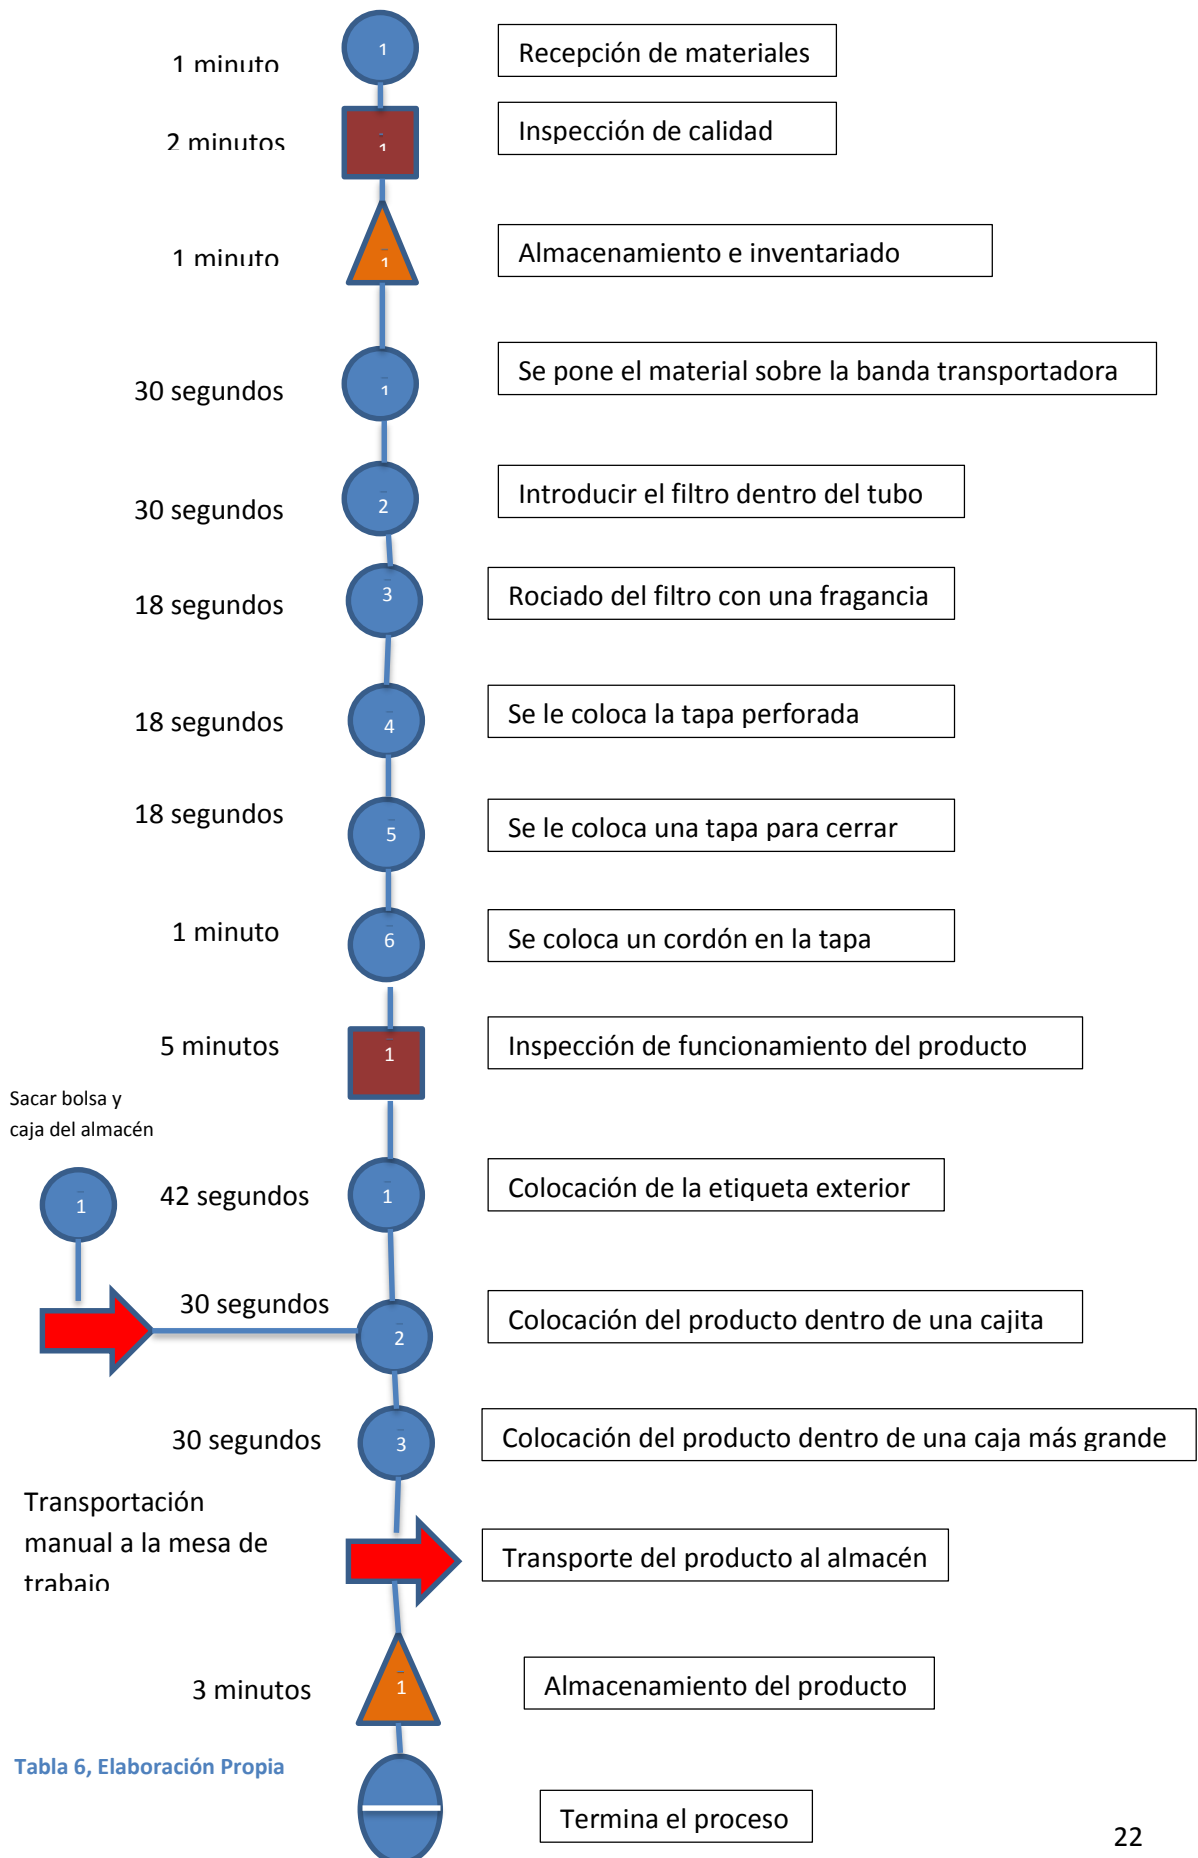 1 minuto
1
Recepción de materiales
2 minutos
1
Inspección de calidad
1 minuto
1
Almacenamiento e inventariado
30 segundos
1
Se pone el material sobre la banda transportadora
30 segundos
2
Introducir el filtro dentro del tubo
18 segundos
3
Rociado del filtro con una fragancia
18 segundos
4
Se le coloca la tapa perforada
18 segundos
5
Se le coloca una tapa para cerrar
1 minuto
6
Se coloca un cordón en la tapa
5 minutos
1
Inspección de funcionamiento del producto
Sacar bolsa y
caja del almacén
1
42 segundos
1
Colocación de la etiqueta exterior
30 segundos
2
Colocación del producto dentro de una cajita
30 segundos
3
Colocación del producto dentro de una caja más grande
Transportación
manual a la mesa de
trabajo
Transporte del producto al almacén
3 minutos
1
Almacenamiento del producto
Tabla 6, Elaboración Propia
Termina el proceso
22